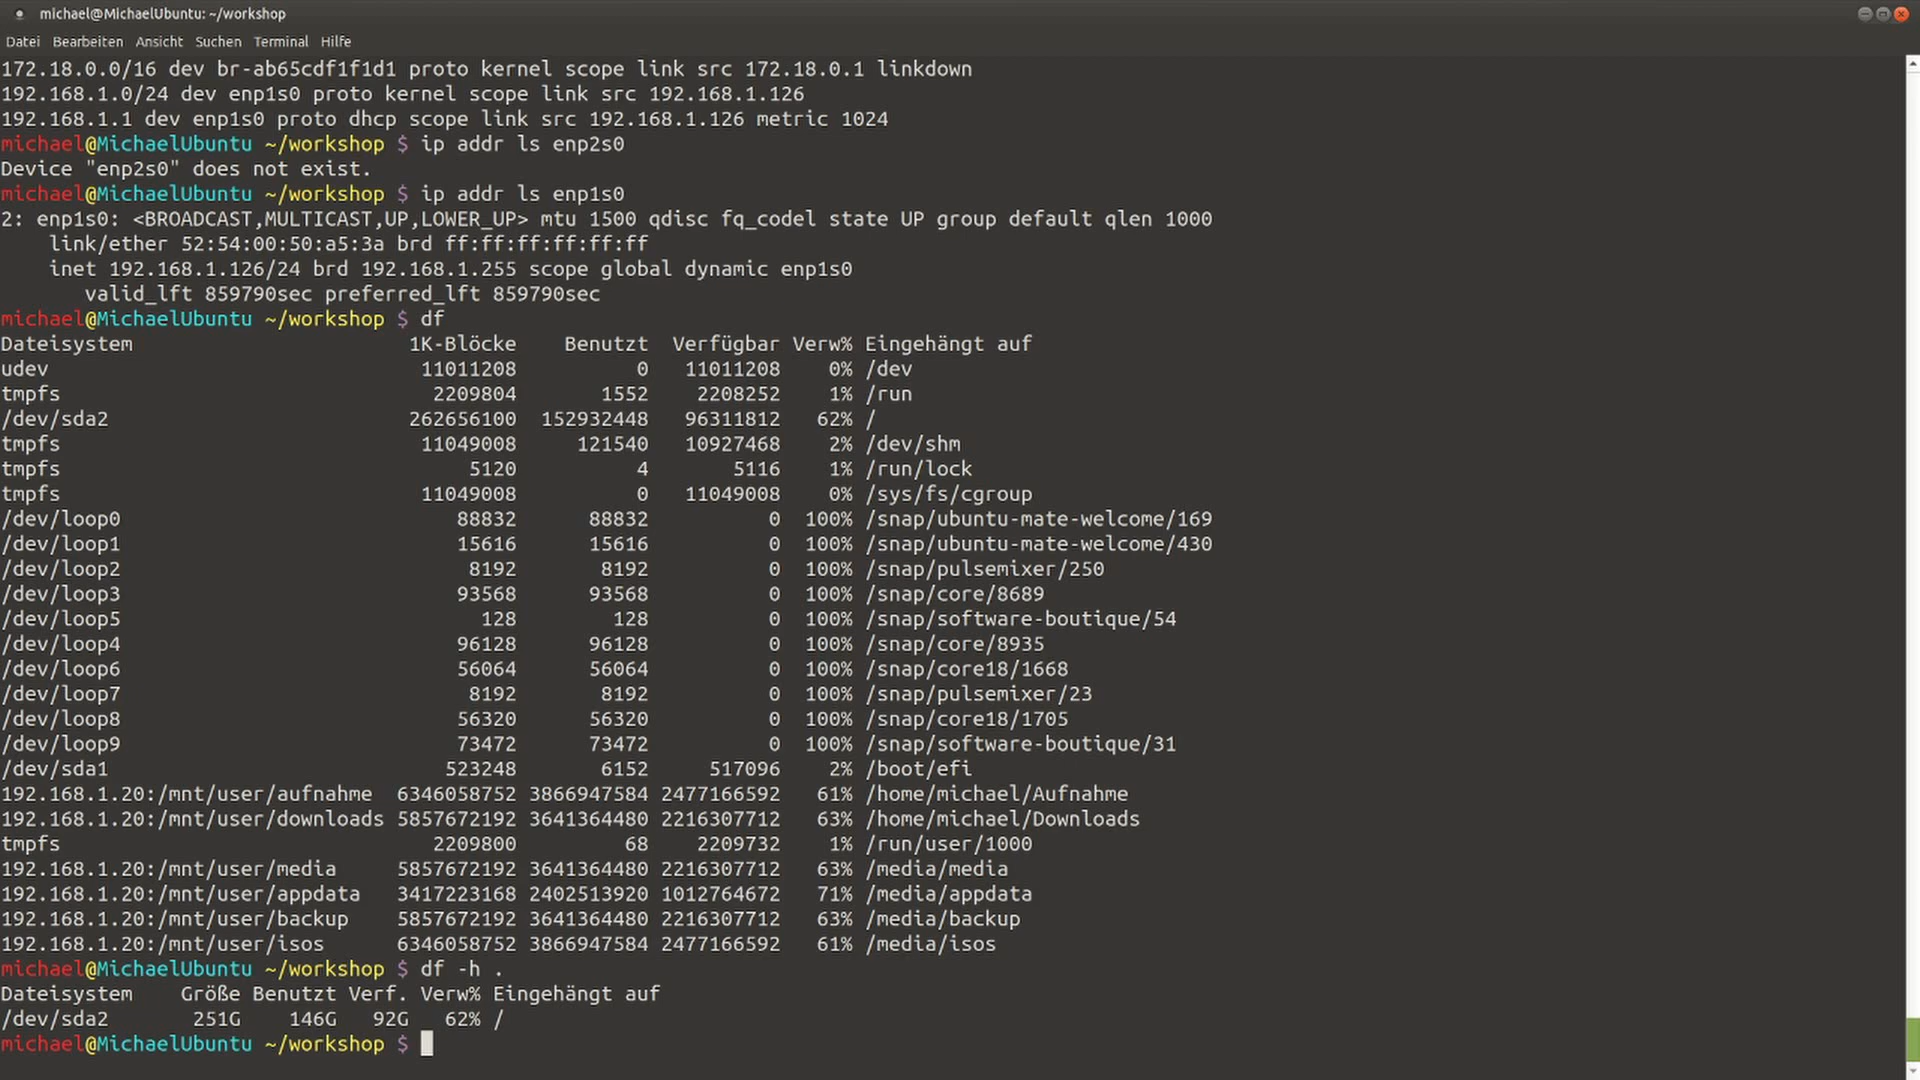 michael@MichaelUbuntu: ~/workshop
Datei Bearbeiten Ansicht Suchen Terminal Hilfe
172.18.0.0/16 dev br-ab65cdf1f1d1 proto kernel scope link src 172.18.0.1 linkdown
192.168.1.0/24 dev enp1s0 proto kernel scope link src 192.168.1.126
192.168.1.1 dev enp1s0 proto dhcp scope link src 192.168.1.126 metric 1024
michael@MichaelUbuntu ~/workshop $ ip addr ls enp2s0
Device "enp2s0" does not exist.
michael@MichaelUbuntu ~/workshop $ ip addr ls enp1s0
2: enp1s0: <BROADCAST,MULTICAST,UP,LOWER_UP> mtu 1500 qdisc fq_codel state UP group default qlen 1000
    link/ether 52:54:00:50:a5:3a brd ff:ff:ff:ff:ff:ff
    inet 192.168.1.126/24 brd 192.168.1.255 scope global dynamic enp1s0
       valid_lft 859790sec preferred_lft 859790sec
michael@MichaelUbuntu ~/workshop $ df
Dateisystem                       1K-Blöcke    Benutzt  Verfügbar Verw% Eingehängt auf
udev                               11011208          0   11011208    0% /dev
tmpfs                               2209804       1552    2208252    1% /run
/dev/sda2                         262656100  152932448   96311812   62% /
tmpfs                              11049008     121540   10927468    2% /dev/shm
tmpfs                                  5120          4       5116    1% /run/lock
tmpfs                              11049008          0   11049008    0% /sys/fs/cgroup
/dev/loop0                            88832      88832          0  100% /snap/ubuntu-mate-welcome/169
/dev/loop1                            15616      15616          0  100% /snap/ubuntu-mate-welcome/430
/dev/loop2                             8192       8192          0  100% /snap/pulsemixer/250
/dev/loop3                            93568      93568          0  100% /snap/core/8689
/dev/loop5                              128        128          0  100% /snap/software-boutique/54
/dev/loop4                            96128      96128          0  100% /snap/core/8935
/dev/loop6                            56064      56064          0  100% /snap/core18/1668
/dev/loop7                             8192       8192          0  100% /snap/pulsemixer/23
/dev/loop8                            56320      56320          0  100% /snap/core18/1705
/dev/loop9                            73472      73472          0  100% /snap/software-boutique/31
/dev/sda1                            523248       6152     517096    2% /boot/efi
192.168.1.20:/mnt/user/aufnahme  6346058752 3866947584 2477166592   61% /home/michael/Aufnahme
192.168.1.20:/mnt/user/downloads 5857672192 3641364480 2216307712   63% /home/michael/Downloads
tmpfs                               2209800         68    2209732    1% /run/user/1000
192.168.1.20:/mnt/user/media     5857672192 3641364480 2216307712   63% /media/media
192.168.1.20:/mnt/user/appdata   3417223168 2402513920 1012764672   71% /media/appdata
192.168.1.20:/mnt/user/backup    5857672192 3641364480 2216307712   63% /media/backup
192.168.1.20:/mnt/user/isos      6346058752 3866947584 2477166592   61% /media/isos
michael@MichaelUbuntu ~/workshop $ df -h .
Dateisystem    Größe Benutzt Verf. Verw% Eingehängt auf
/dev/sda2       251G    146G   92G   62% /
michael@MichaelUbuntu ~/workshop $